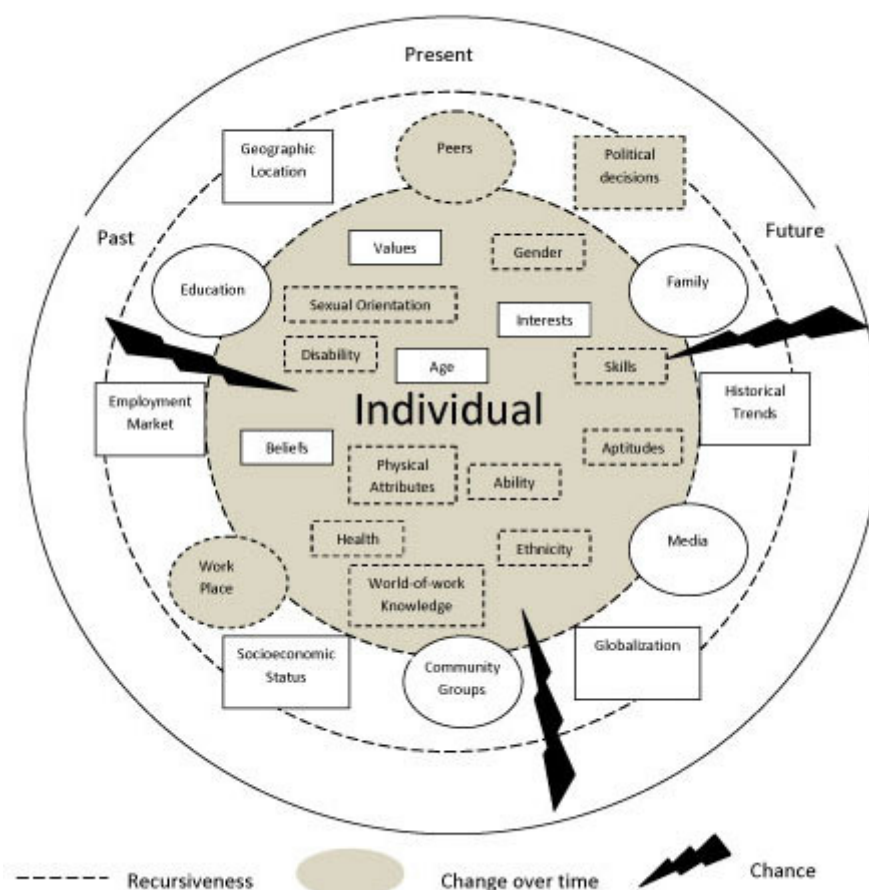 Present
Geographic
Location
Peers
Political
decisions
Past
Future
Values
Gender
Education
Family
Sexual Orientation
Interests
Disability
Age
Skills
Employment
Market
Individual
Historical
Trends
Beliefs
Aptitudes
Physical
Attributes
Ability
Health
Ethnicity
Media
Work
Place
World-of-work
Knowledge
Socioeconomic
Status
Community
Groups
Globalization
Recursiveness
Change over time
Chance